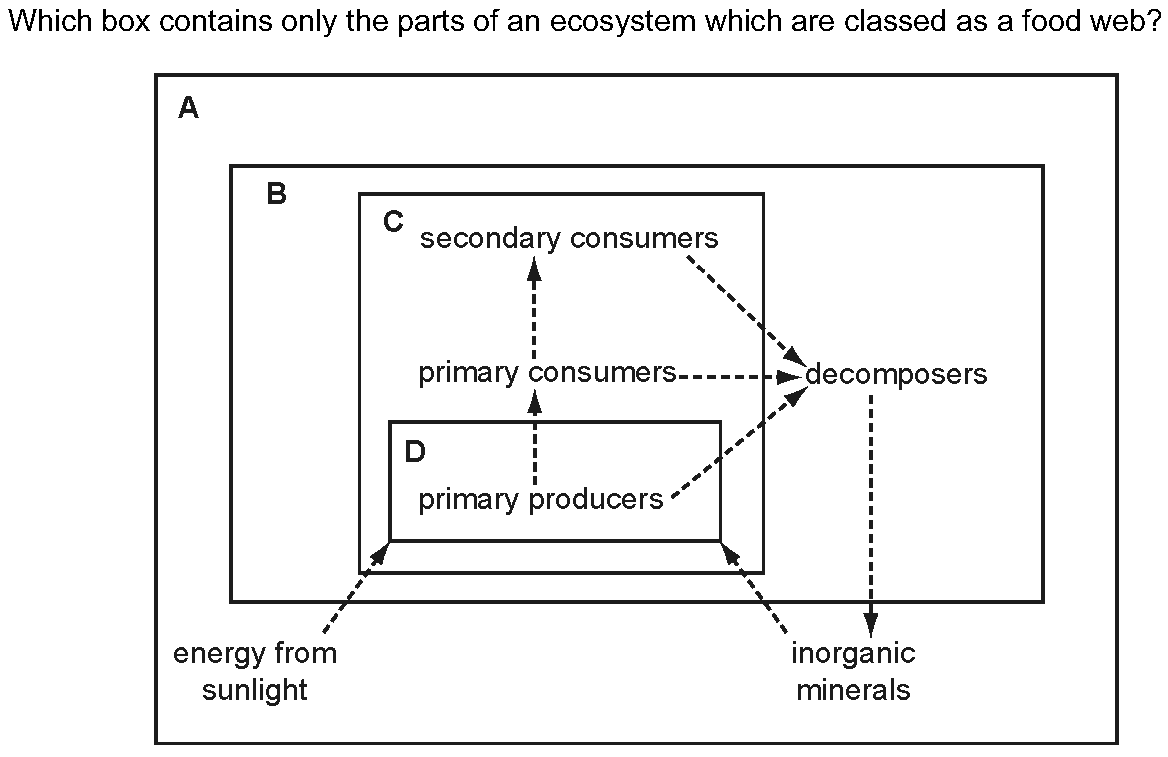 Which box contains only the parts of an ecosystem which are classed as a food web?
A
B
C
secondary consumers
primary consumers
decomposers
D
primary producers
energy from
sunlight
inorganic
minerals